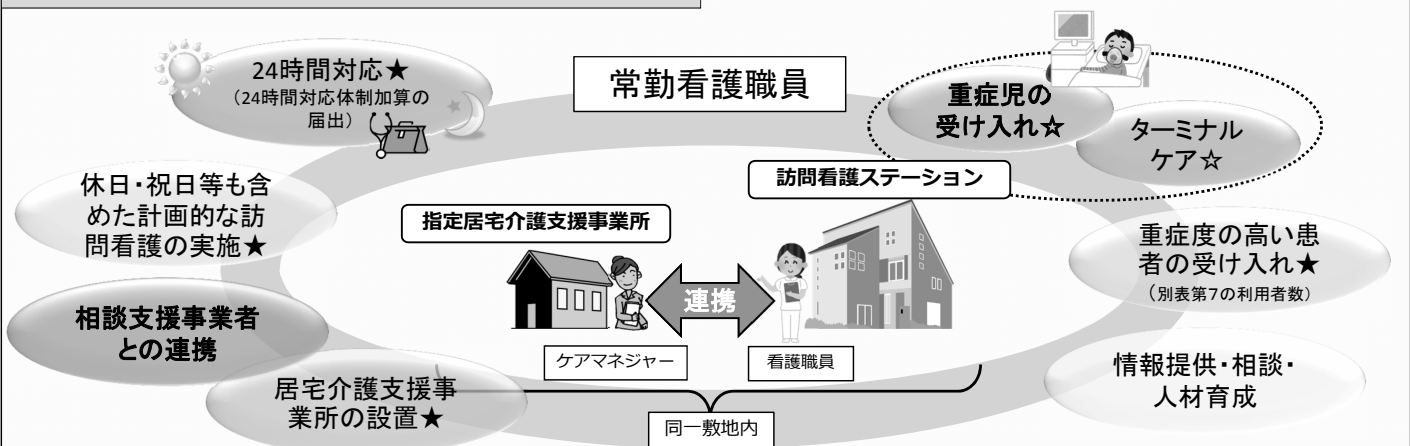 24時間対応★
（24時間対応体制加算の
届出）
常勤看護職員
重症児の
受け入れ☆
ターミナル
ケア☆
休日・祝日等も含
めた計画的な訪
問看護の実施★
指定居宅介護支援事業所
訪問看護ステーション
重症度の高い患
者の受け入れ★
（別表第7の利用者数）
連携
相談支援事業者
との連携
ケアマネジャー
看護職員
居宅介護支援事
業所の設置★
同一敷地内
情報提供・相談・
人材育成